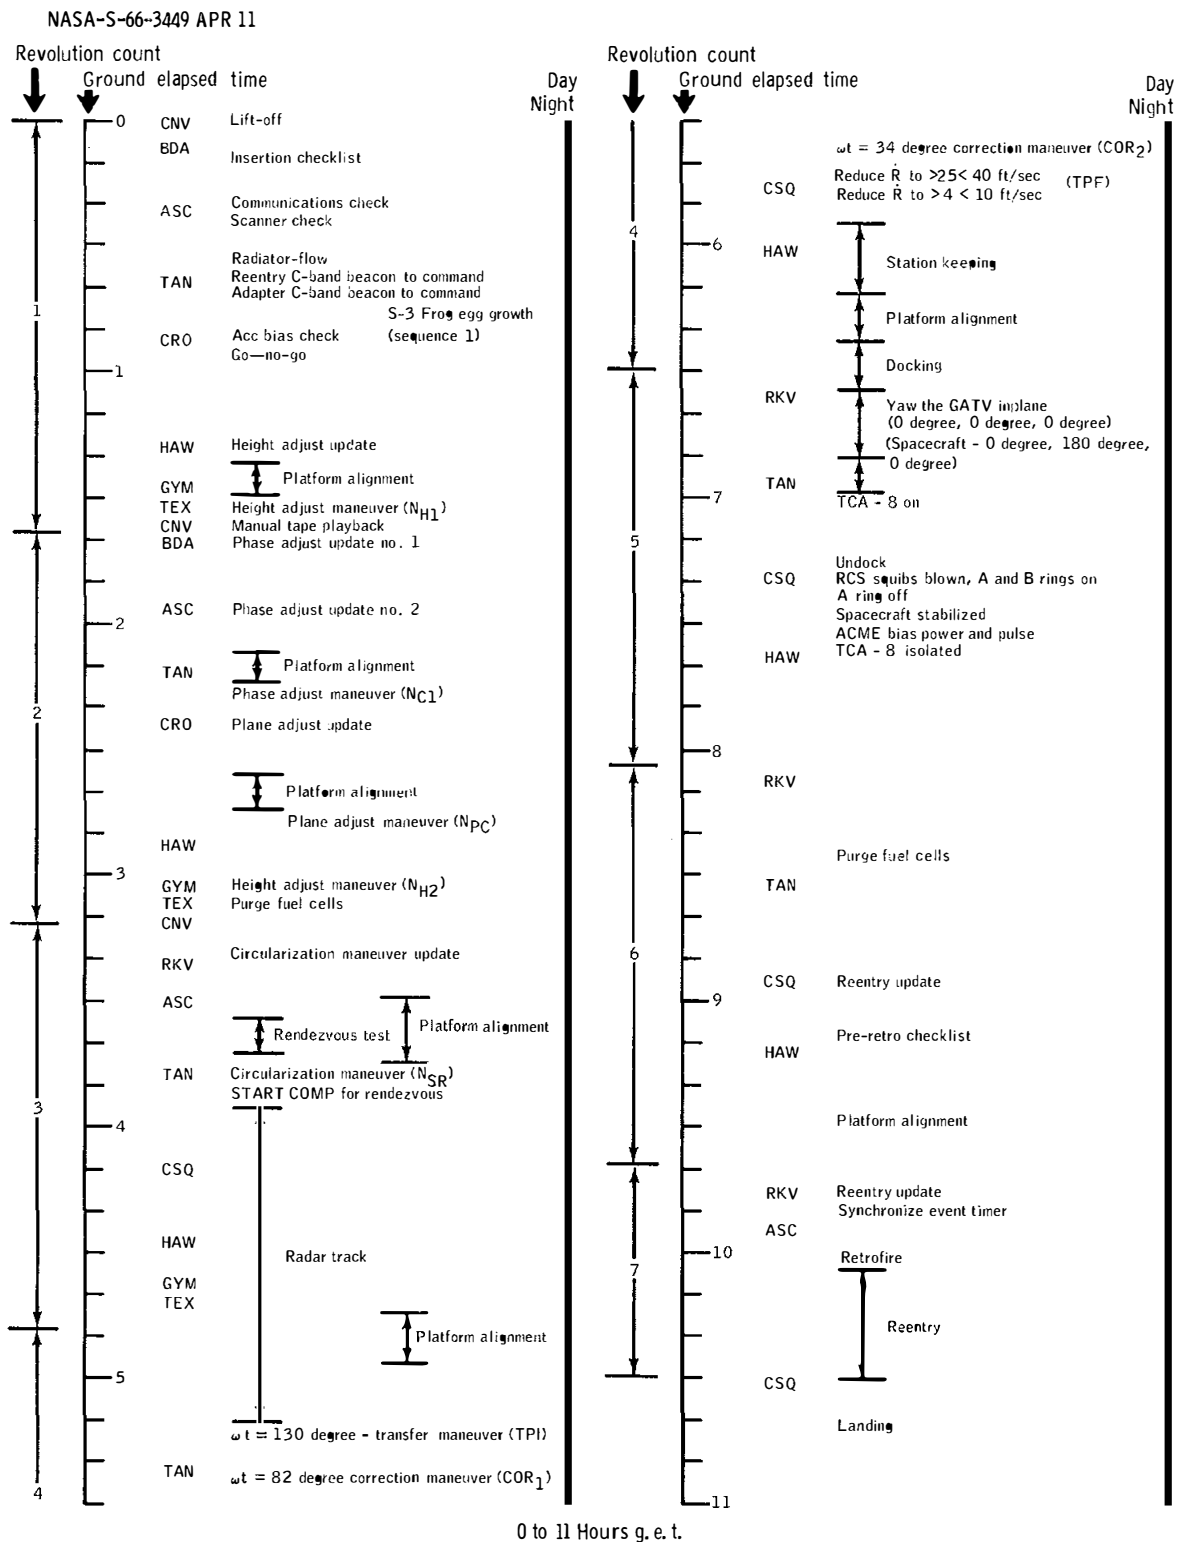 NASA-S-66-3449 APR 11
Revolution count
Ground elapsed time
Day
Night
0
CNV
Lift-off
BDA
Insertion checklist
ASC
Communications check
Scanner check
Radiator-flow
TAN
Reentry C-band beacon to command
Adapter C-band beacon to command
S-3 Frog egg growth
(sequence 1)
1
CRO
Acc bias check
Go—no-go
1
HAW
Height adjust update
Platform alignment
GYM
TEX
Height adjust maneuver (NH1)
CNV
Manual tape playback
BDA
Phase adjust update no. 1
ASC
Phase adjust update no. 2
2
Platform alignment
TAN
Phase adjust maneuver (NC1)
2
CRO
Plane adjust update
Platform alignment
Plane adjust maneuver (NPC)
HAW
3
GYM
Height adjust maneuver (NH2)
TEX
Purge fuel cells
CNV
RKV
Circularization maneuver update
ASC
Rendezvous test
Platform alignment
TAN
Circularization maneuver (NSR)
START COMP for rendezvous
3
4
CSQ
HAW
Radar track
GYM
TEX
Platform alignment
5
ωt = 130 degree - transfer maneuver (TPI)
TAN
ωt = 82 degree correction maneuver (COR1)
4
Revolution count
Ground elapsed time
Day
Night
ωt = 34 degree correction maneuver (COR2)
CSQ
Reduce Ṙ to >25< 40 ft/sec
Reduce Ṙ to >4 < 10 ft/sec
(TPF)
4
6
HAW
Station keeping
Platform alignment
Docking
RKV
Yaw the GATV inplane
(0 degree, 0 degree, 0 degree)
(Spacecraft - 0 degree, 180 degree,
0 degree)
TAN
7
TCA - 8 on
5
Undock
CSQ
RCS squibs blown, A and B rings on
A ring off
Spacecraft stabilized
ACME bias power and pulse
HAW
TCA - 8 isolated
8
RKV
Purge fuel cells
TAN
6
CSQ
Reentry update
9
Pre-retro checklist
HAW
Platform alignment
RKV
Reentry update
Synchronize event timer
ASC
10
Retrofire
7
Reentry
CSQ
Landing
11
0 to 11 Hours g.e.t.